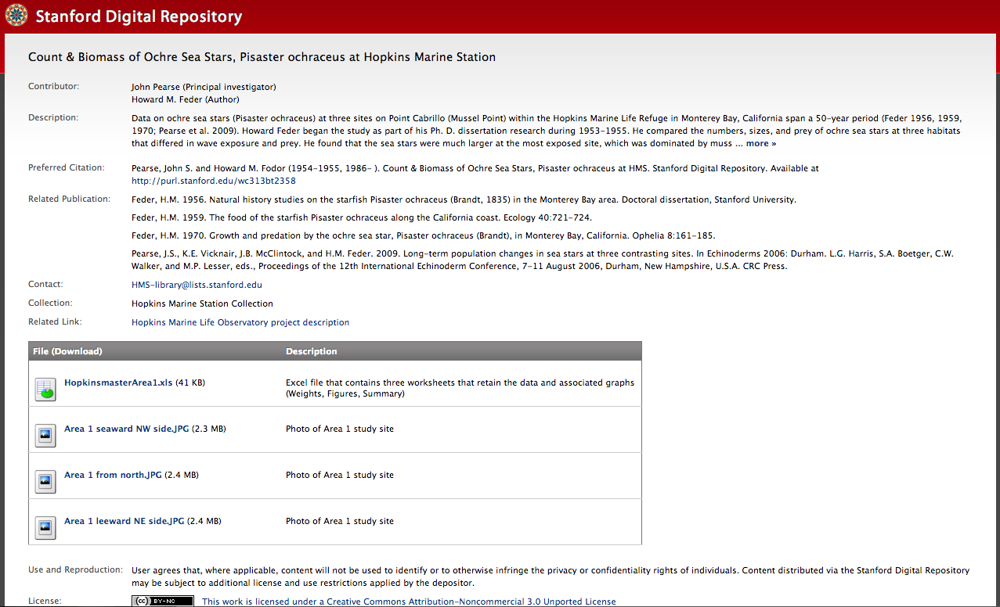 Stanford Digital Repository
Count & Biomass of Ochre Sea Stars, Pisaster ochraceus at Hopkins Marine Station
Contributor: John Pearse (Principal investigator)
Howard M. Feder (Author)
Description: Data on ochre sea stars (Pisaster ochraceus) at three sites on Point Cabrillo (Mussel Point) within the Hopkins Marine Life Refuge in Monterey Bay, California span a 50-year period (Feder 1956, 1959,
1970; Pearse et al. 2009). Howard Feder began the study as part of his Ph. D. dissertation research during 1953-1955. He compared the numbers, sizes, and prey of ochre sea stars at three habitats
that differed in wave exposure and prey. He found that the sea stars were much larger at the most exposed site, which was dominated by muss ... more »
Preferred Citation: Pearse, John S. and Howard M. Fodor (1954-1955, 1986- ). Count & Biomass of Ochre Sea Stars, Pisaster ochraceus at HMS. Stanford Digital Repository. Available at
http://purl.stanford.edu/wc313bt2358
Related Publication: Feder, H.M. 1956. Natural history studies on the starfish Pisaster ochraceus (Brandt, 1835) in the Monterey Bay area. Doctoral dissertation, Stanford University.
Feder, H.M. 1959. The food of the starfish Pisaster ochraceus along the California coast. Ecology 40:721-724.
Feder, H.M. 1970. Growth and predation by the ochre sea star, Pisaster ochraceus (Brandt), in Monterey Bay, California. Ophelia 8:161-185.
Pearse, J.S., K.E. Vicknair, J.B. McClintock, and H.M. Feder. 2009. Long-term population changes in sea stars at three contrasting sites. In Echinoderms 2006: Durham. L.G. Harris, S.A. Boetger, C.W.
Walker, and M.P. Lesser, eds., Proceedings of the 12th International Echinoderm Conference, 7-11 August 2006, Durham, New Hampshire, U.S.A. CRC Press.
Contact: HMS-library@lists.stanford.edu
Collection: Hopkins Marine Station Collection
Related Link: Hopkins Marine Life Observatory project description
File (Download) Description
HopkinsmasterArea1.xls (41 KB) Excel file that contains three worksheets that retain the data and associated graphs
(Weights, Figures, Summary)
Area 1 seaward NW side.JPG (2.3 MB) Photo of Area 1 study site
Area 1 from north.JPG (2.4 MB) Photo of Area 1 study site
Area 1 leeward NE side.JPG (2.4 MB) Photo of Area 1 study site
Use and Reproduction: User agrees that, where applicable, content will not be used to identify or to otherwise infringe the privacy or confidentiality rights of individuals. Content distributed via the Stanford Digital Repository
may be subject to additional license and use restrictions applied by the depositor.
License: (cc) BY-NC This work is licensed under a Creative Commons Attribution-Noncommercial 3.0 Unported License